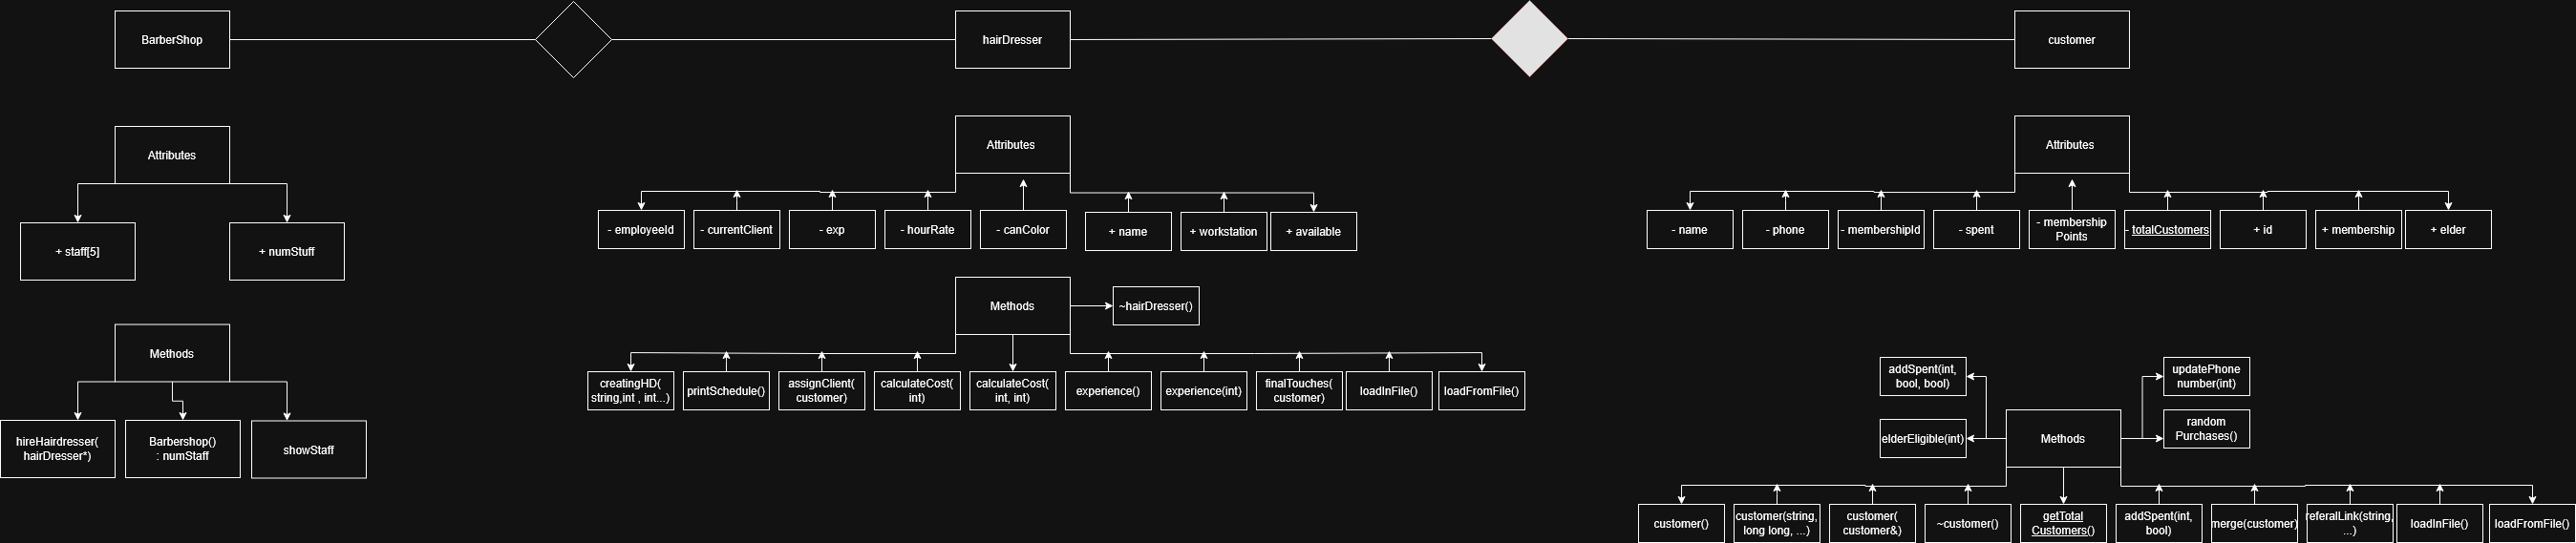 BarberShop
hairDresser
customer
Attributes
+ staff[5]
+ numStuff
Methods
hireHairdresser(
hairDresser*)
Barbershop()
: numStaff
showStaff
Attributes
- employeeId
- currentClient
- exp
- hourRate
- canColor
+ name
+ workstation
+ available
Methods
~hairDresser()
creatingHD(
string,int , int...)
printSchedule()
assignClient(
customer)
calculateCost(
int)
calculateCost(
int, int)
experience()
experience(int)
finalTouches(
customer)
loadInFile()
loadFromFile()
Attributes
- name
- phone
- membershipId
- spent
- membership
Points
- totalCustomers
+ id
+ membership
+ elder
addSpent(int,
bool, bool)
updatePhone
number(int)
elderEligible(int)
Methods
random
Purchases()
customer()
customer(string,
long long, ...)
customer(
customer&)
~customer()
getTotal
Customers()
addSpent(int,
bool)
merge(customer)
referalLink(string,
...)
loadInFile()
loadFromFile()